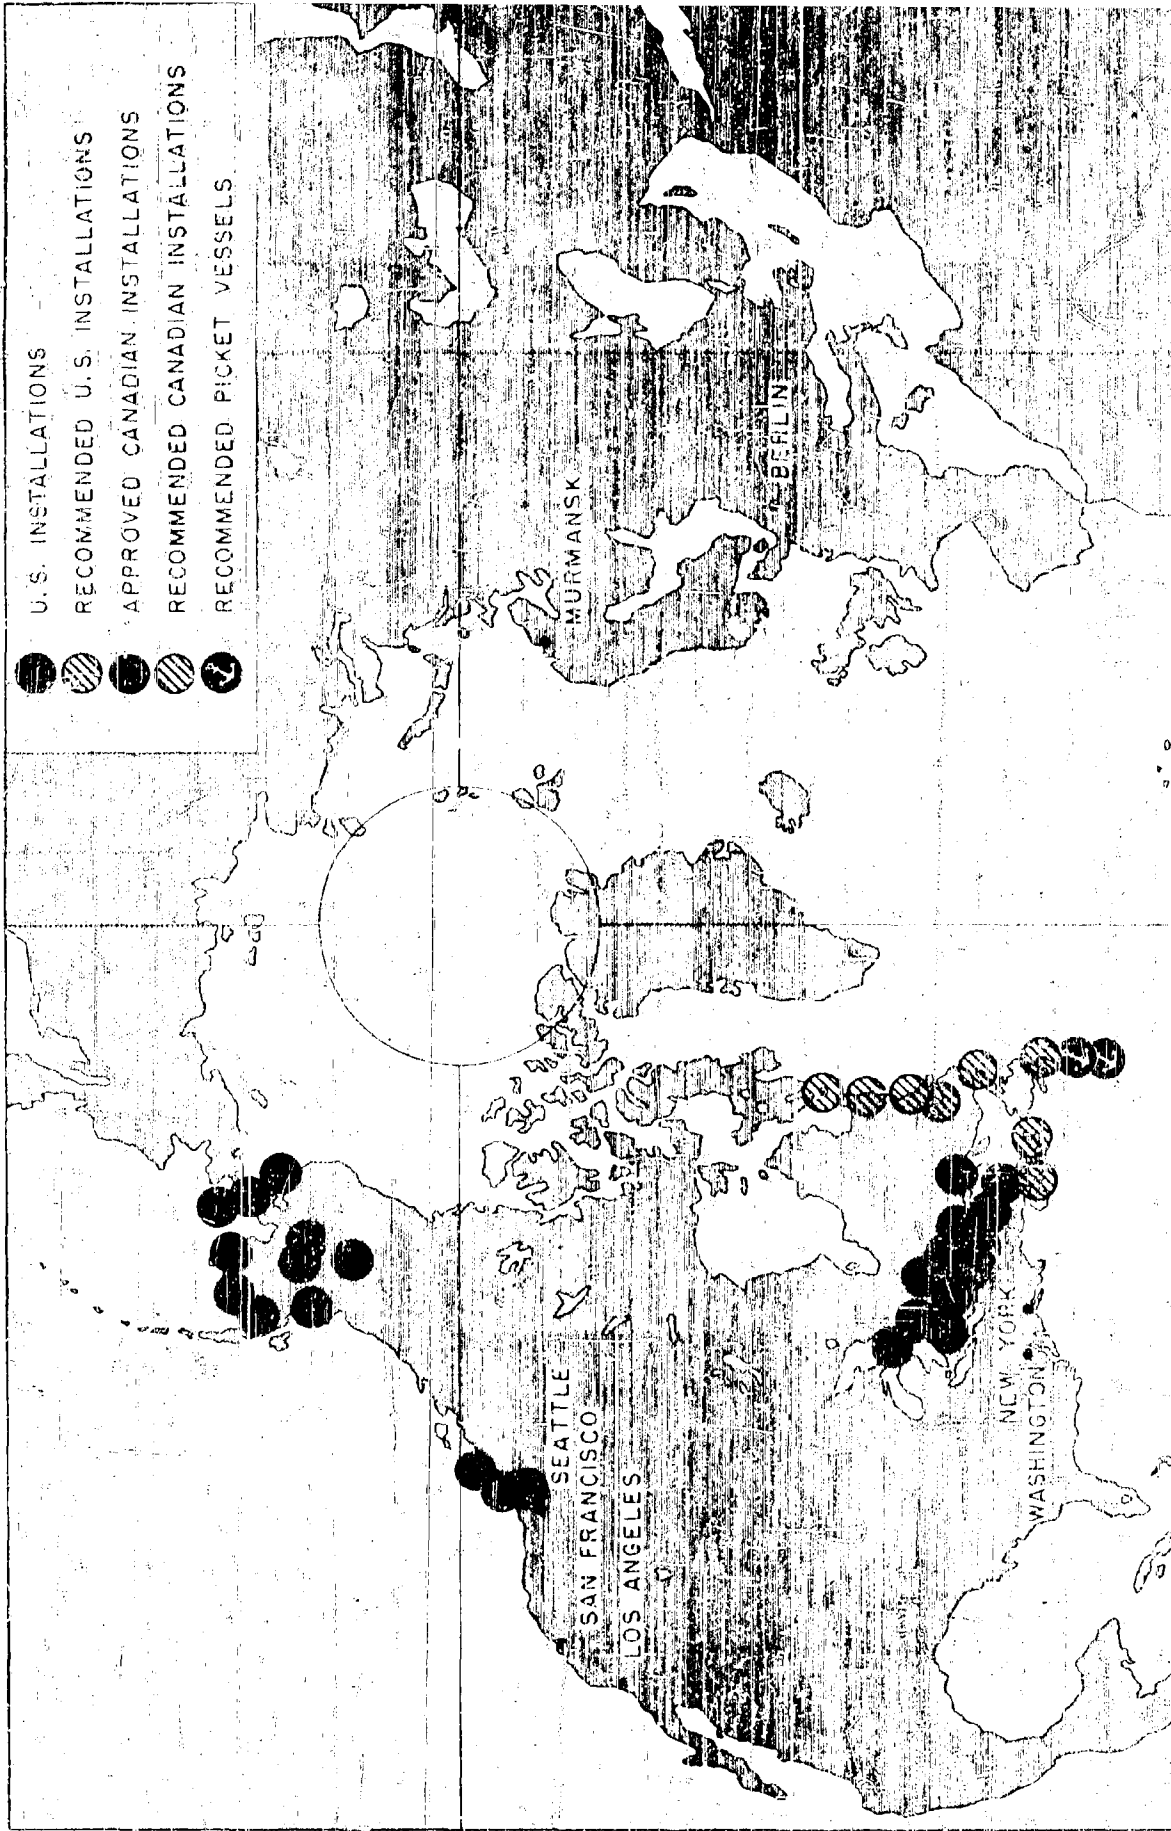 U.S. INSTALLATIONS
RECOMMENDED U.S. INSTALLATIONS
APPROVED CANADIAN INSTALLATIONS
RECOMMENDED CANADIAN INSTALLATIONS
RECOMMENDED PICKET VESSELS
MURMANSK
BERLIN
25
SEATTLE
SAN FRANCISCO
LOS ANGELES
NEW YORK
WASHINGTON